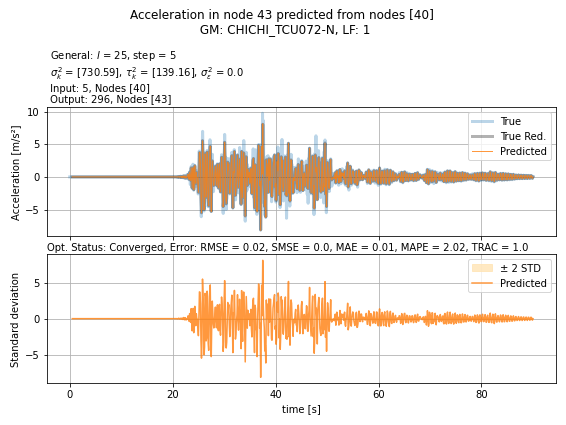 Acceleration in node 43 predicted from nodes [40]
GM: CHICHI_TCU072-N, LF: 1
General: l = 25, step = 5
σ²ₖ = [730.59], τ²ₖ = [139.16], σ²ₑ = 0.0
Input: 5, Nodes [40]
Output: 296, Nodes [43]
Acceleration [m/s²]
10
5
0
−5
True
True Red.
Predicted
Opt. Status: Converged, Error: RMSE = 0.02, SMSE = 0.0, MAE = 0.01, MAPE = 2.02, TRAC = 1.0
Standard deviation
5
0
−5
± 2 STD
Predicted
0
20
40
60
80
time [s]